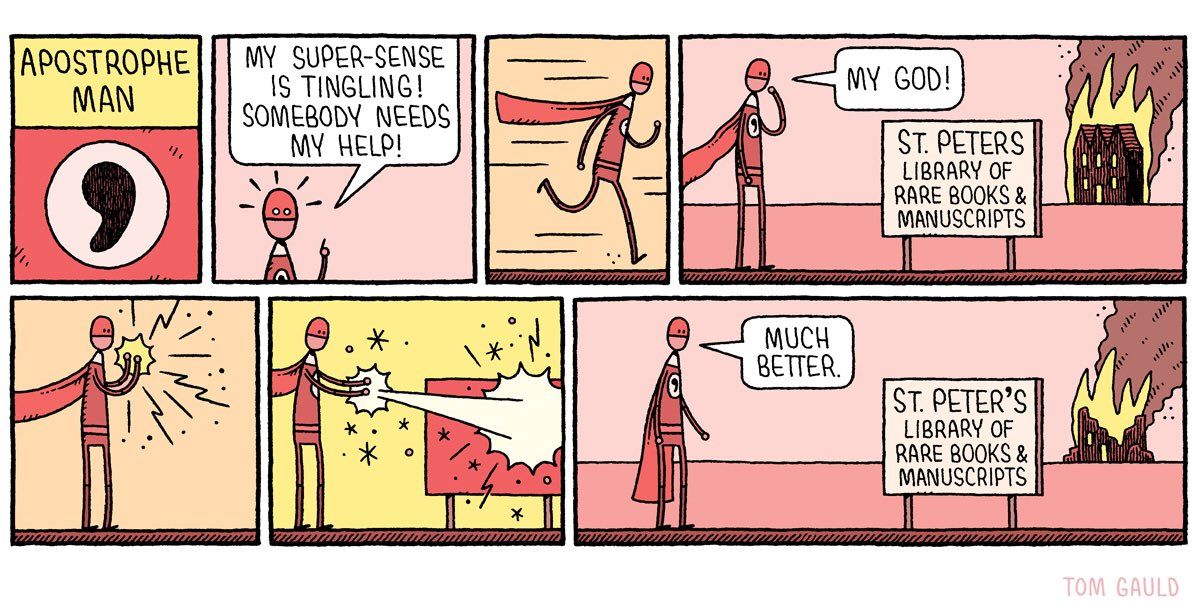 APOSTROPHE
MAN
,
MY SUPER-SENSE
IS TINGLING!
SOMEBODY NEEDS
MY HELP!
MY GOD!
ST. PETERS
LIBRARY OF
RARE BOOKS &
MANUSCRIPTS
MUCH
BETTER.
ST. PETER'S
LIBRARY OF
RARE BOOKS &
MANUSCRIPTS
TOM GAULD